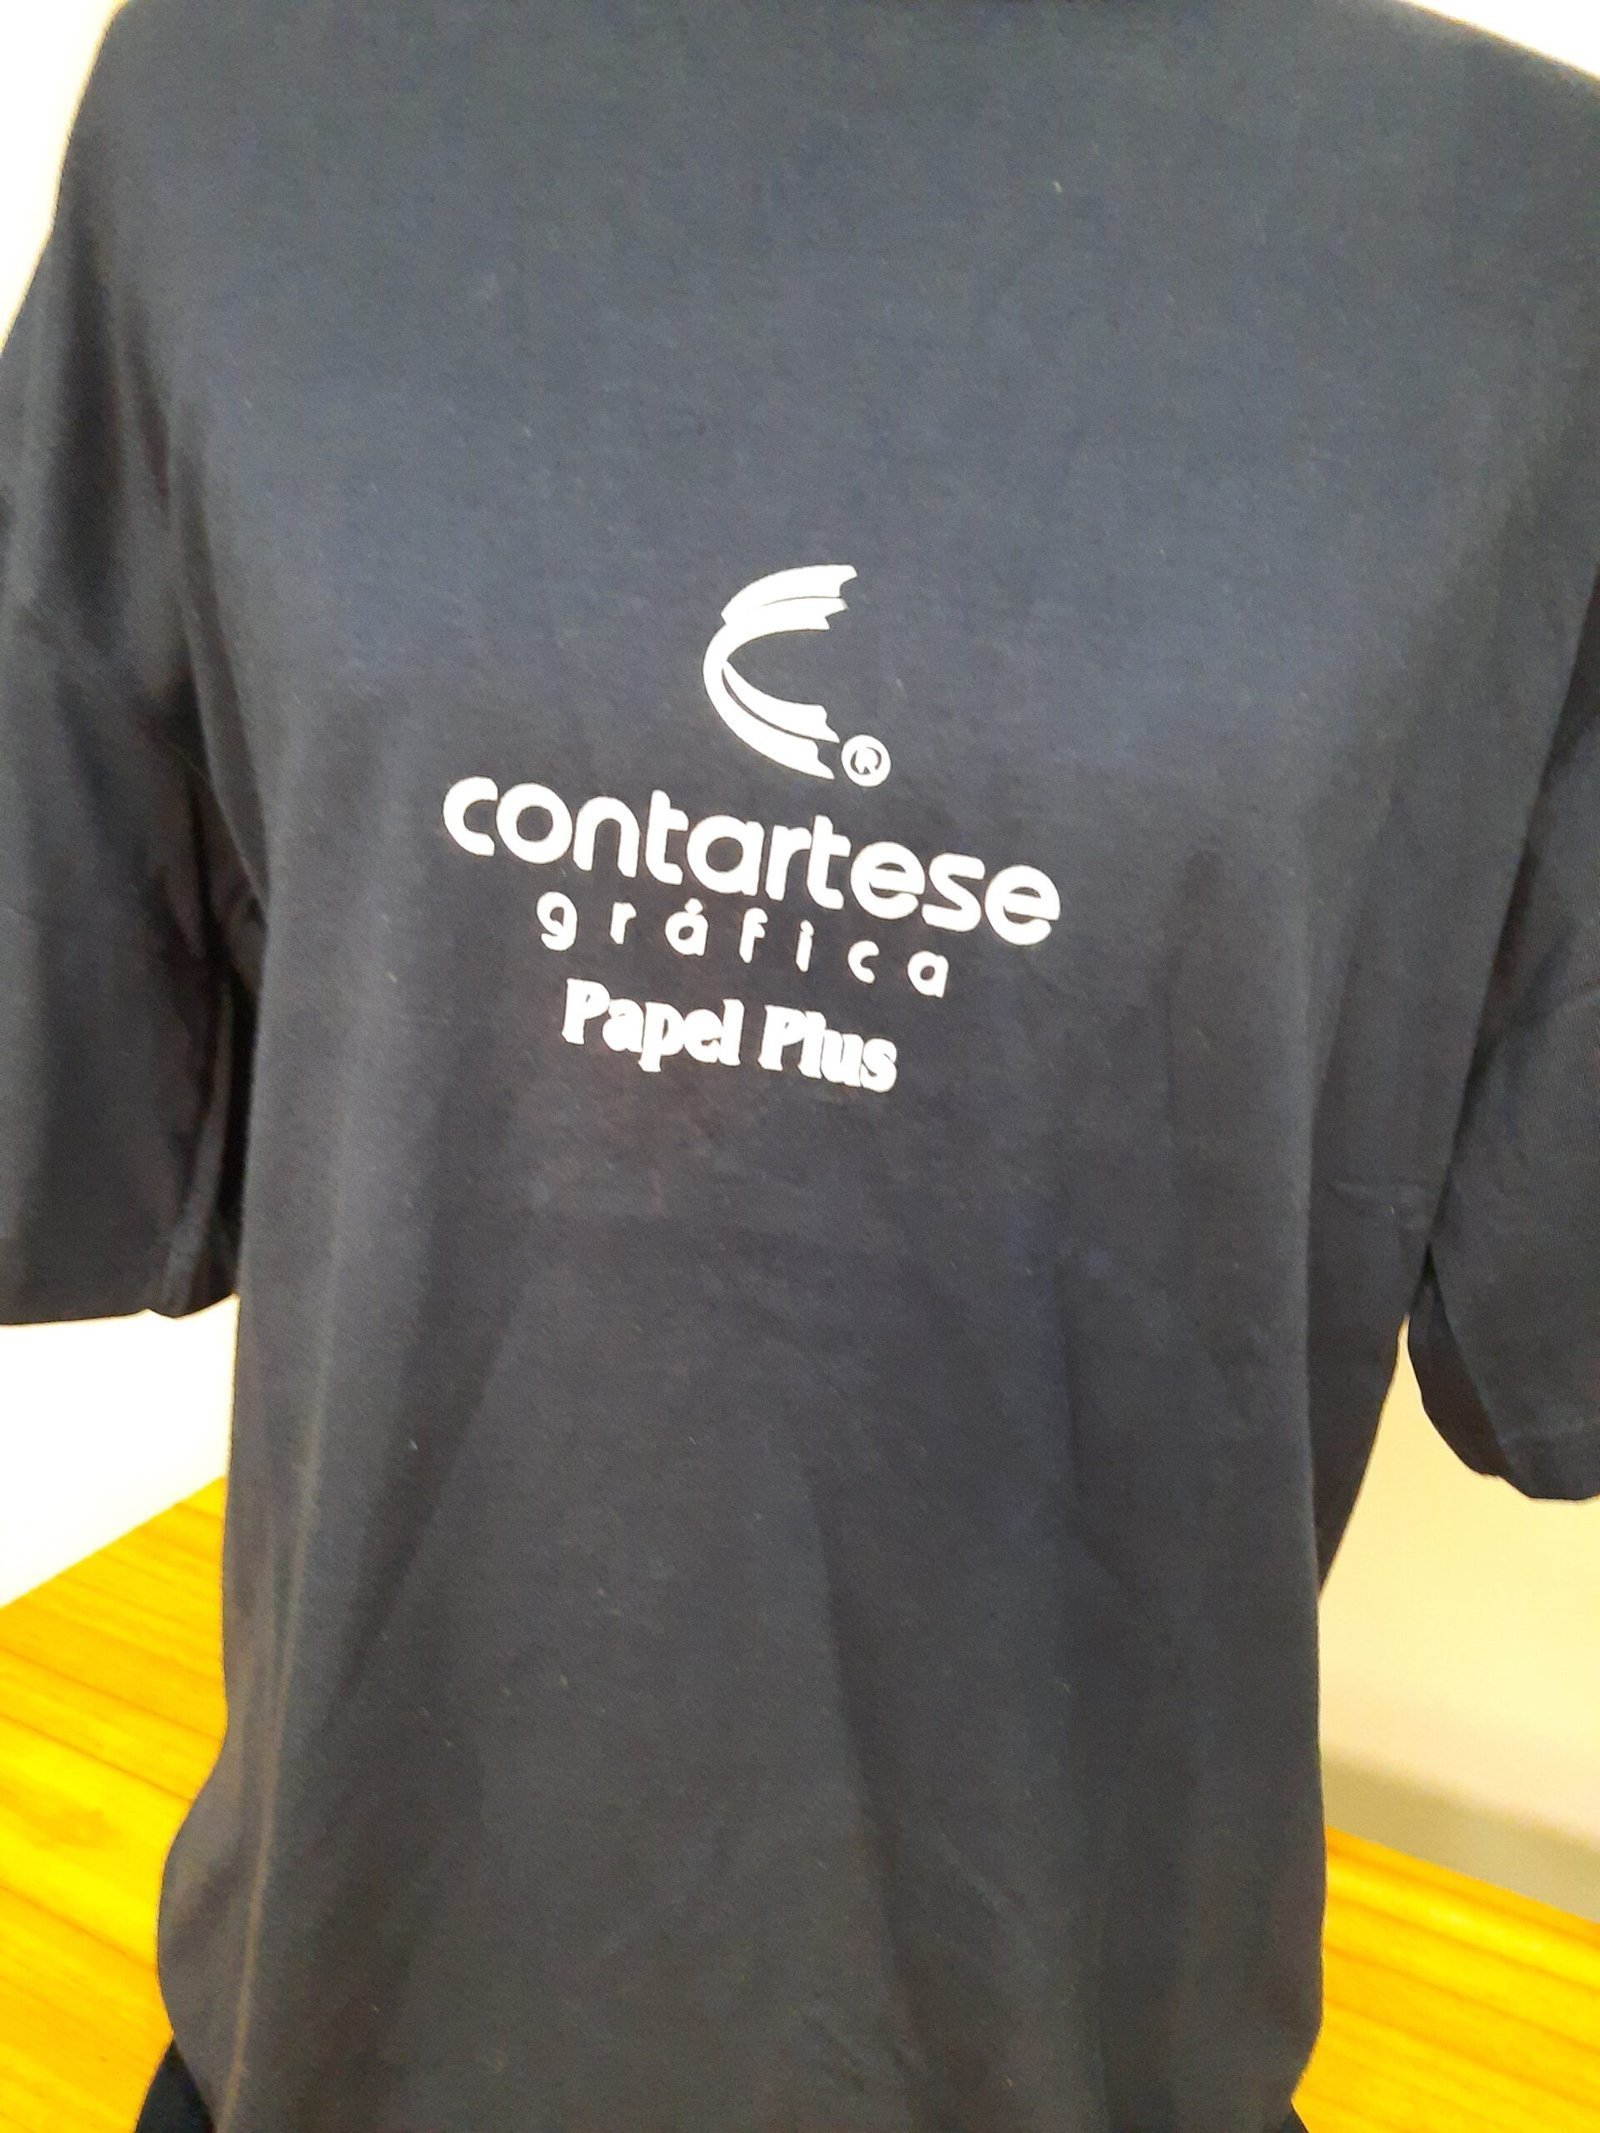 ®
contartese
gráfica
Papel Plus